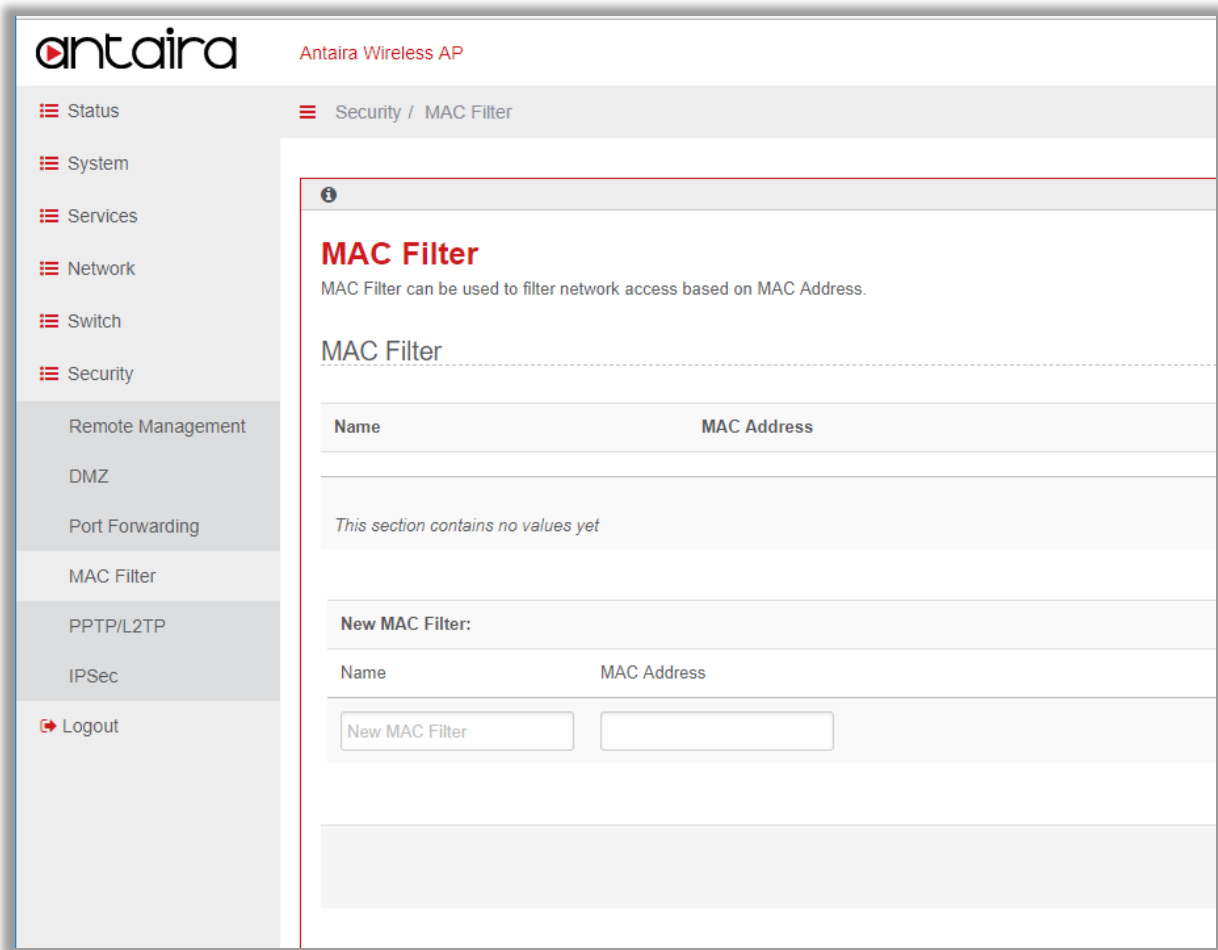 antaira
Antaira Wireless AP
Status
Security / MAC Filter
System
Services
Network
Switch
Security
Remote Management
DMZ
Port Forwarding
MAC Filter
PPTP/L2TP
IPSec
Logout
MAC Filter
MAC Filter can be used to filter network access based on MAC Address.
MAC Filter
Name MAC Address
This section contains no values yet
New MAC Filter:
Name MAC Address
New MAC Filter